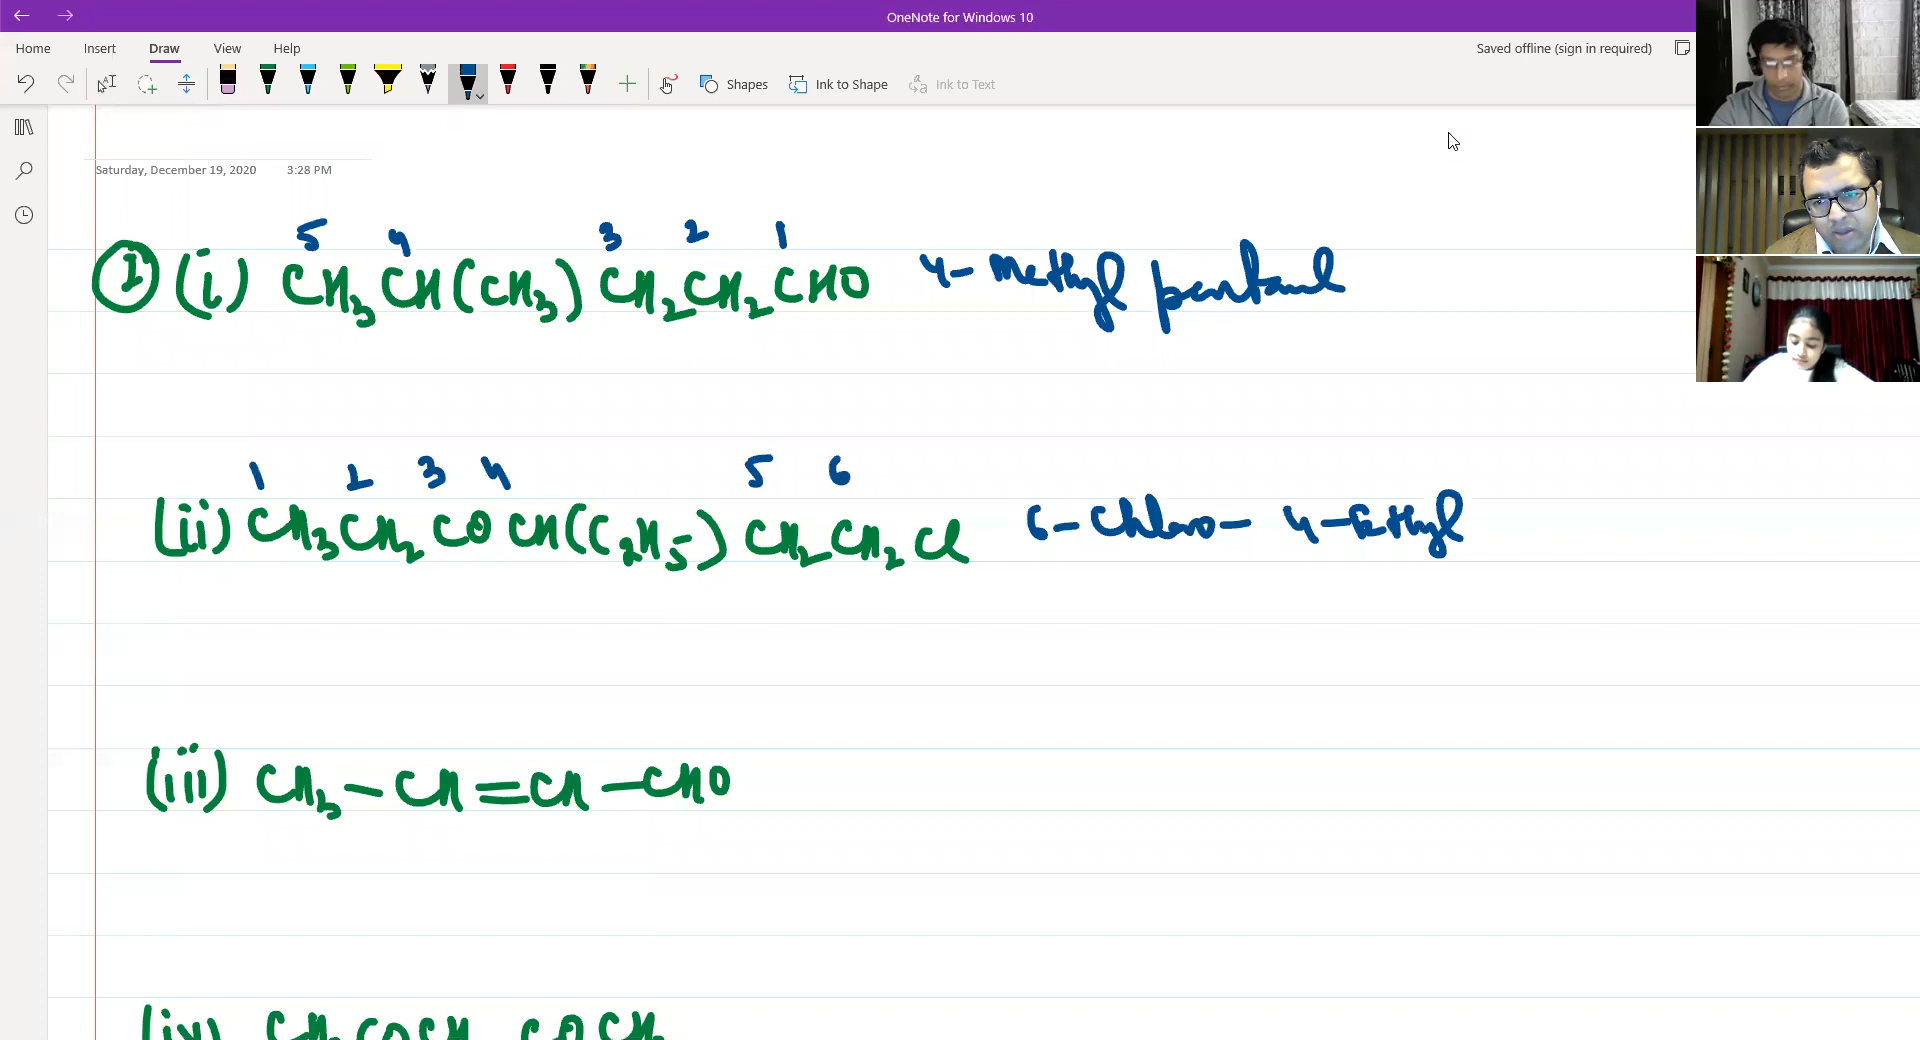 OneNote for Windows 10
Home Insert Draw View Help
Saved offline (sign in required)
Shapes Ink to Shape Ink to Text
Saturday, December 19, 2020 3:28 PM
5 4 3 2 1
I (i) CH3CH(CH3)CH2CH2CHO 4-Methyl pentanal
1 2 3 4 5 6
(ii) CH3CH2COCH(C2H5)CH2CH2Cl 6-Chloro-4-Ethyl
(iii) CH3-CH=CH-CHO
(iv) CH3COCH2COCH3